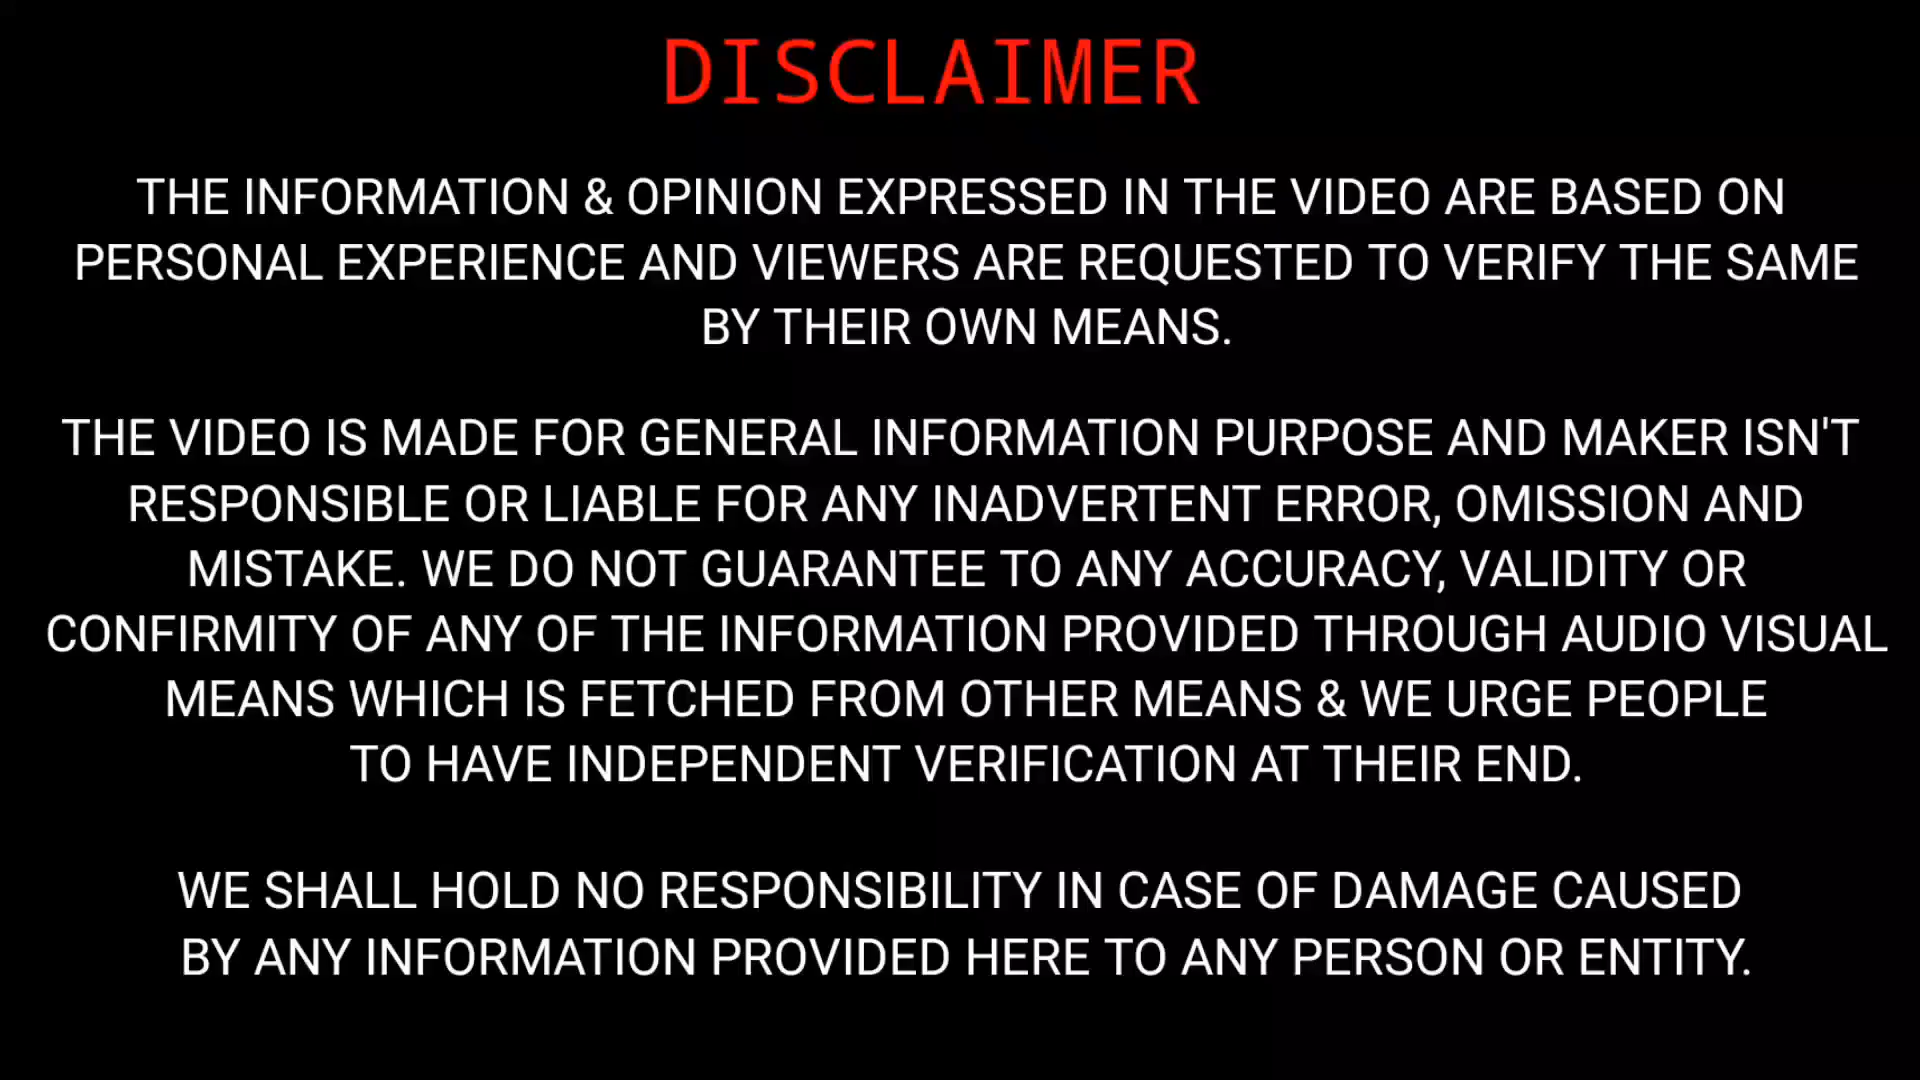 DISCLAIMER
THE INFORMATION & OPINION EXPRESSED IN THE VIDEO ARE BASED ON
PERSONAL EXPERIENCE AND VIEWERS ARE REQUESTED TO VERIFY THE SAME
BY THEIR OWN MEANS.
THE VIDEO IS MADE FOR GENERAL INFORMATION PURPOSE AND MAKER ISN'T
RESPONSIBLE OR LIABLE FOR ANY INADVERTENT ERROR, OMISSION AND
MISTAKE. WE DO NOT GUARANTEE TO ANY ACCURACY, VALIDITY OR
CONFIRMITY OF ANY OF THE INFORMATION PROVIDED THROUGH AUDIO VISUAL
MEANS WHICH IS FETCHED FROM OTHER MEANS & WE URGE PEOPLE
TO HAVE INDEPENDENT VERIFICATION AT THEIR END.
WE SHALL HOLD NO RESPONSIBILITY IN CASE OF DAMAGE CAUSED
BY ANY INFORMATION PROVIDED HERE TO ANY PERSON OR ENTITY.